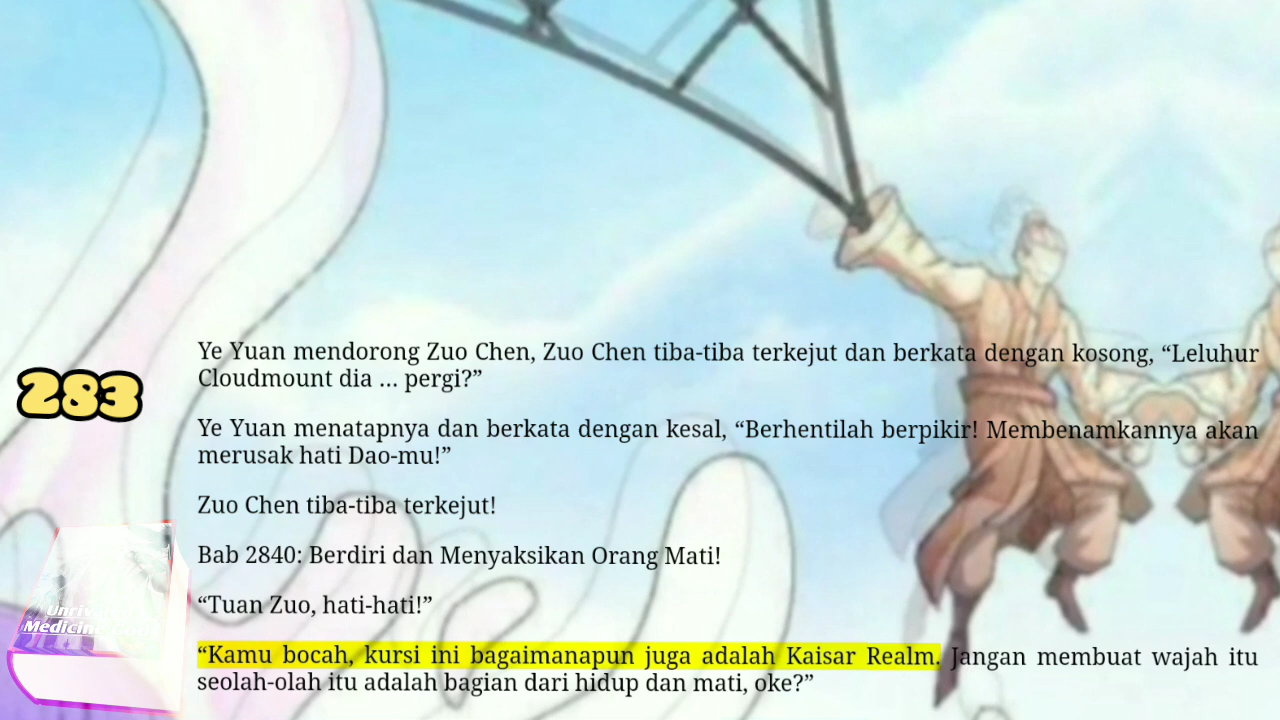 Ye Yuan mendorong Zuo Chen, Zuo Chen tiba-tiba terkejut dan berkata dengan kosong, “Leluhur
Cloudmount dia ... pergi?”
Ye Yuan menatapnya dan berkata dengan kesal, “Berhentilah berpikir! Membenamkannya akan
merusak hati Dao-mu!”
283
Zuo Chen tiba-tiba terkejut!
Bab 2840: Berdiri dan Menyaksikan Orang Mati!
“Tuan Zuo, hati-hati!”
“Kamu bocah, kursi ini bagaimanapun juga adalah Kaisar Realm. Jangan membuat wajah itu
seolah-olah itu adalah bagian dari hidup dan mati, oke?”